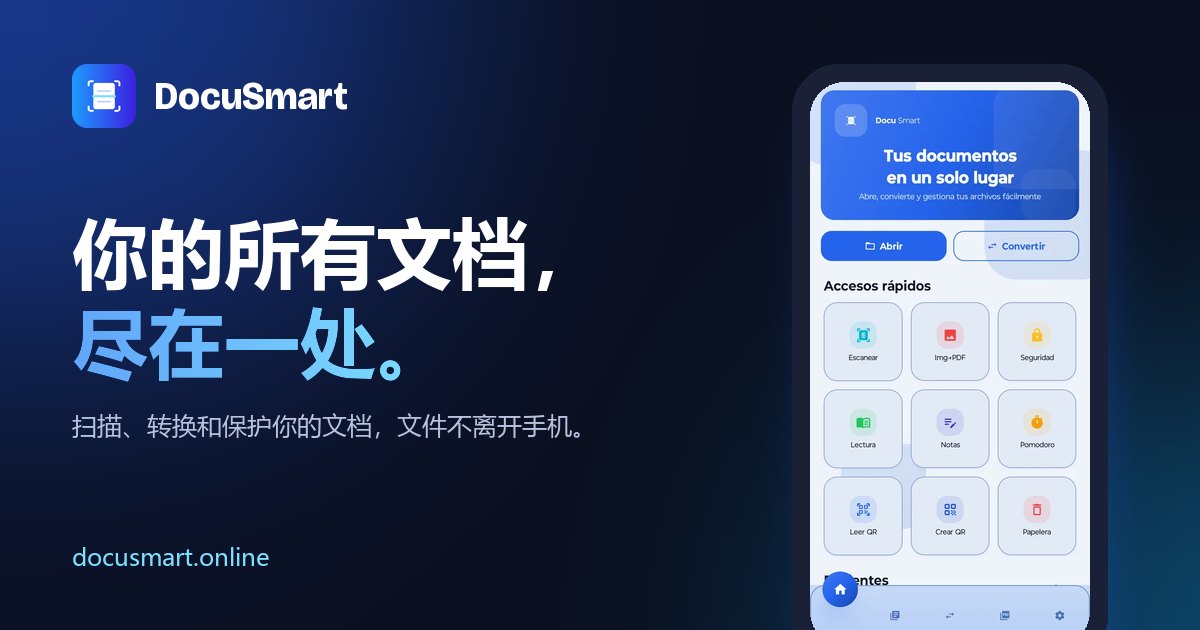 DocuSmart
你的所有文档，
尽在一处。
扫描、转换和保护你的文档，文件不离开手机。
docusmart.online
Docu Smart
Tus documentos
en un solo lugar
Abre, convierte y gestiona tus archivos fácilmente
Abrir
Convertir
Accesos rápidos
Escanear
Img→PDF
Seguridad
Lectura
Notas
Pomodoro
Leer QR
Crear QR
Papelera